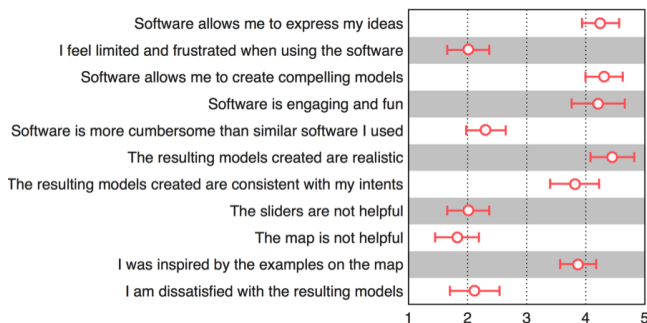 Software allows me to express my ideas
I feel limited and frustrated when using the software
Software allows me to create compelling models
Software is engaging and fun
Software is more cumbersome than similar software I used
The resulting models created are realistic
The resulting models created are consistent with my intents
The sliders are not helpful
The map is not helpful
I was inspired by the examples on the map
I am dissatisfied with the resulting models
1 2 3 4 5